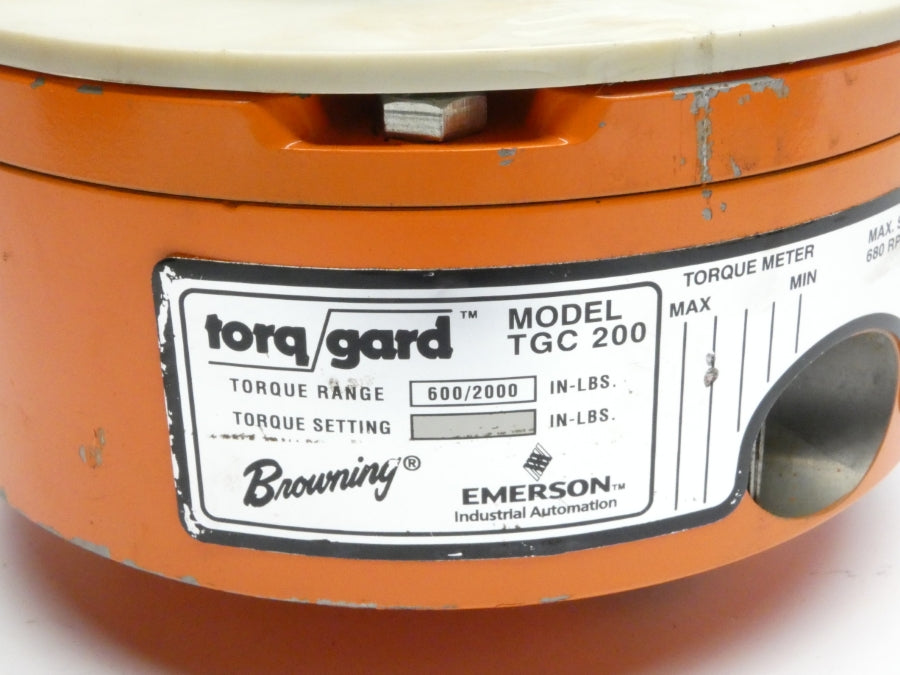 torq/gard™
MODEL
TGC 200
TORQUE RANGE 600/2000 IN-LBS.
TORQUE SETTING IN-LBS.
Browning®
EMERSON™
Industrial Automation
TORQUE METER
MAX MIN
MAX.
680